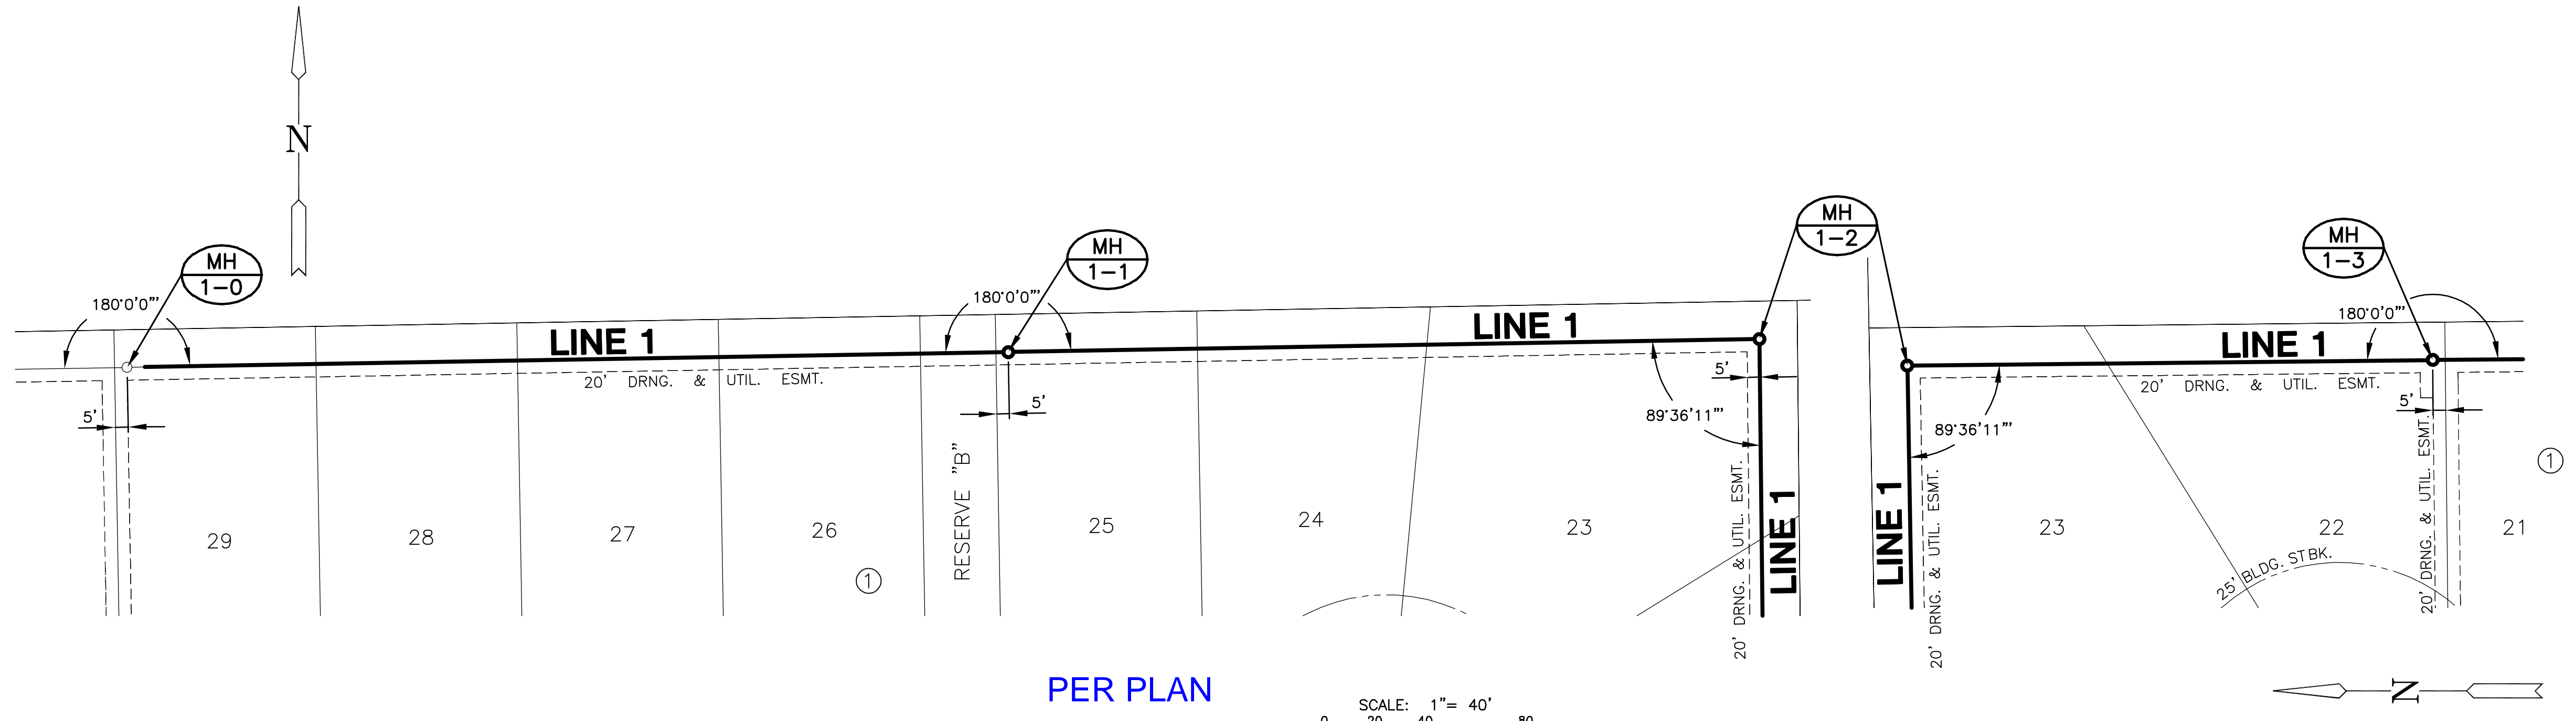 N
MH
1-0
180°0'0"'
LINE 1
MH
1-1
180°0'0"'
LINE 1
MH
1-2
MH
1-3
180°0'0"'
LINE 1
20' DRNG. & UTIL. ESMT.
20' DRNG. & UTIL. ESMT.
5'
5'
5'
5'
89°36'11"'
89°36'11"'
RESERVE "B"
20' DRNG. & UTIL. ESMT.
LINE 1
LINE 1
20' DRNG. & UTIL. ESMT.
20' DRNG. & UTIL. ESMT.
29
28
27
26
1
25
24
23
23
22
21
1
25' BLDG. STBK.
PER PLAN
SCALE: 1"= 40'
0 20 40 80
N